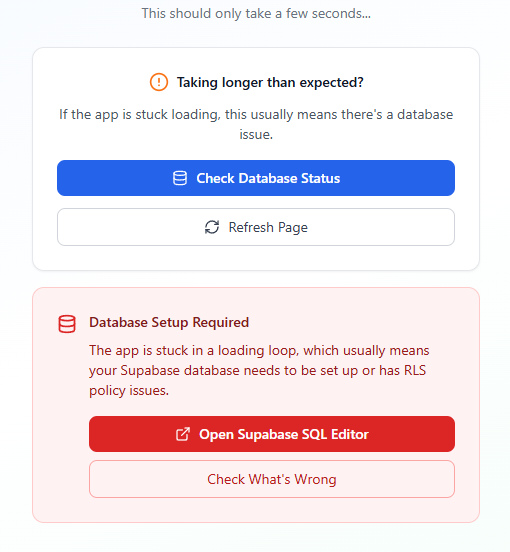 This should only take a few seconds...
Taking longer than expected?
If the app is stuck loading, this usually means there's a database
issue.
Check Database Status
Refresh Page
Database Setup Required
The app is stuck in a loading loop, which usually means
your Supabase database needs to be set up or has RLS
policy issues.
Open Supabase SQL Editor
Check What's Wrong